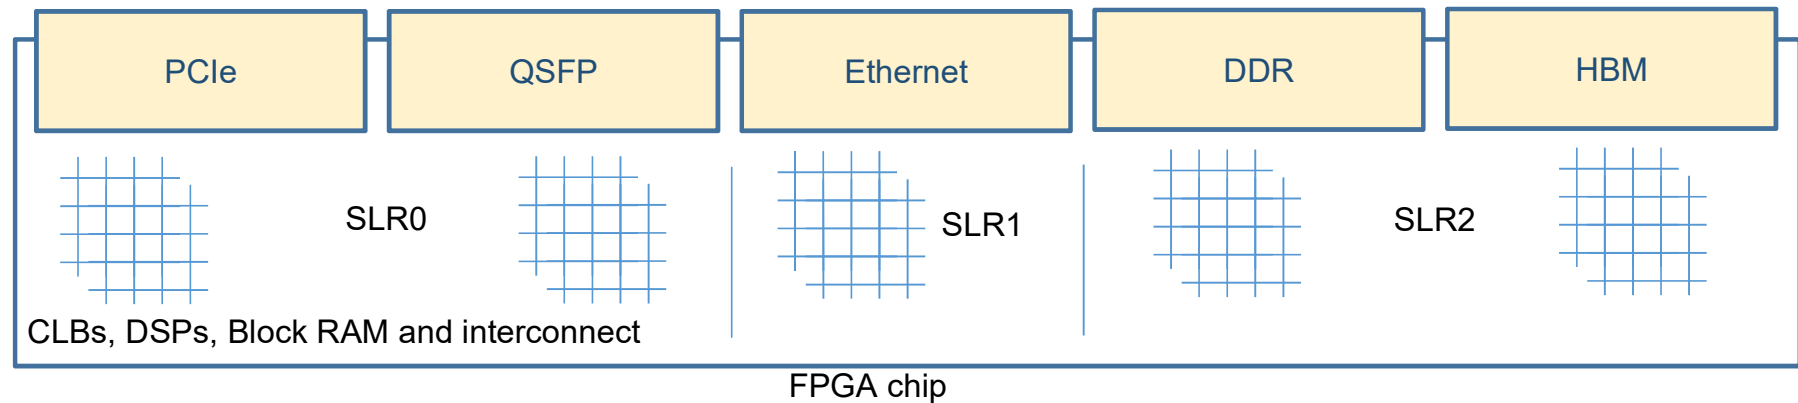 PCIe
QSFP
Ethernet
DDR
HBM
SLR0
SLR1
SLR2
CLBs, DSPs, Block RAM and interconnect
FPGA chip